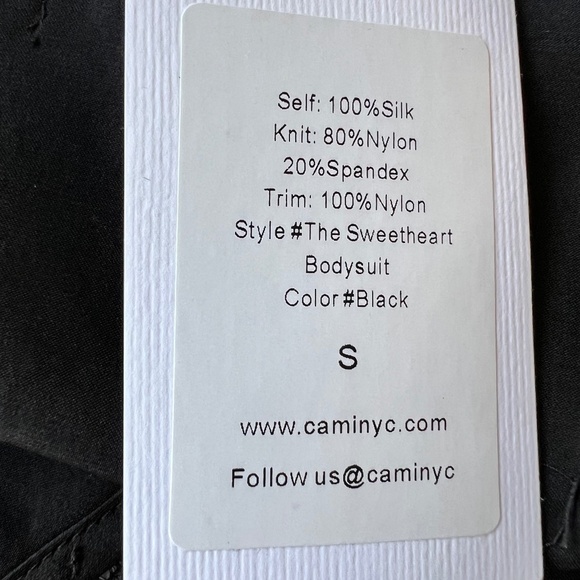 Self: 100%Silk
Knit: 80%Nylon
20%Spandex
Trim: 100%Nylon
Style #The Sweetheart
Bodysuit
Color #Black
S
www.caminyc.com
Follow us@caminyc